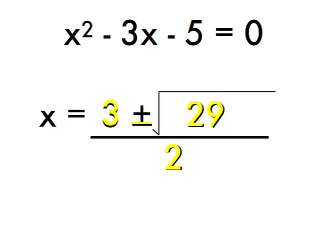 x² - 3x - 5 = 0
x = 3 ± √29
2